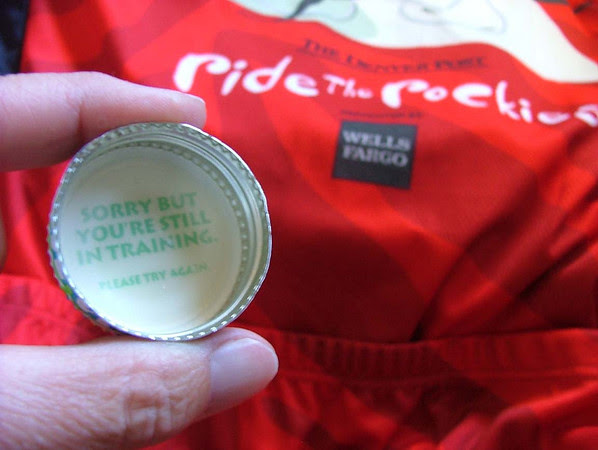 THE DENVER POST
Ride The Rockies
WELLS
FARGO
SORRY BUT
YOU'RE STILL
IN TRAINING.
PLEASE TRY AGAIN